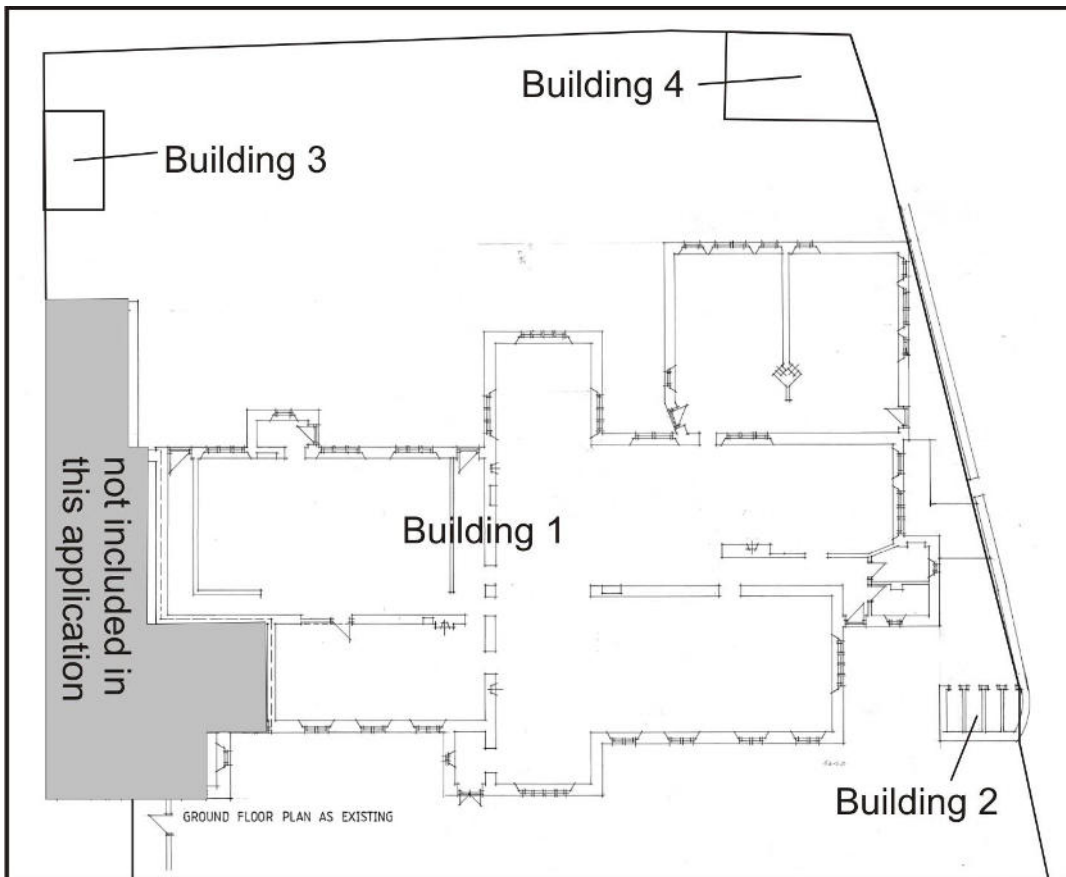 Building 4
Building 3
Building 1
not included in
this application
Building 2
GROUND FLOOR PLAN AS EXISTING